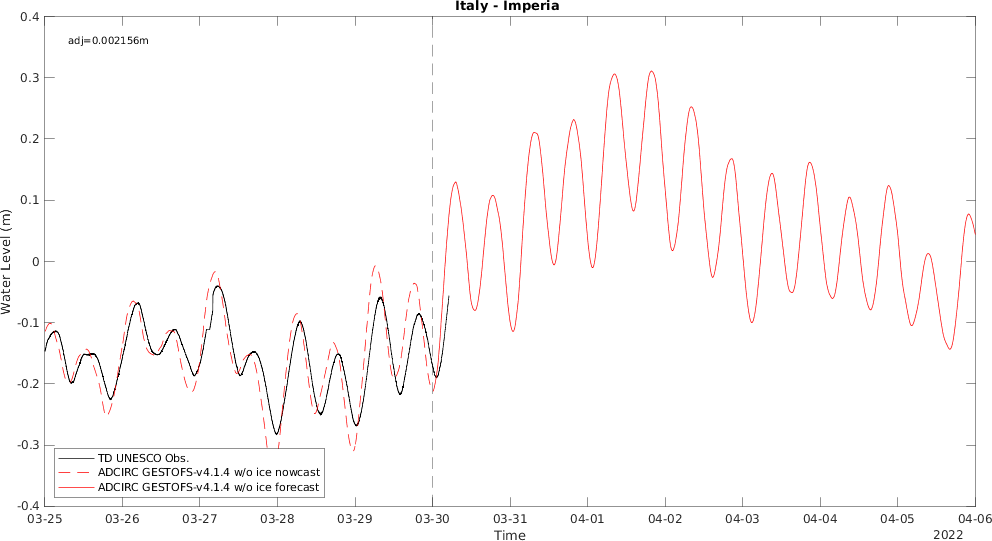 Italy - Imperia
adj=0.002156m
0.4
0.3
0.2
0.1
0
-0.1
-0.2
-0.3
-0.4
Water Level (m)
TD UNESCO Obs.
ADCIRC GESTOFS-v4.1.4 w/o ice nowcast
ADCIRC GESTOFS-v4.1.4 w/o ice forecast
03-25 03-26 03-27 03-28 03-29 03-30 03-31 04-01 04-02 04-03 04-04 04-05 04-06
Time
2022